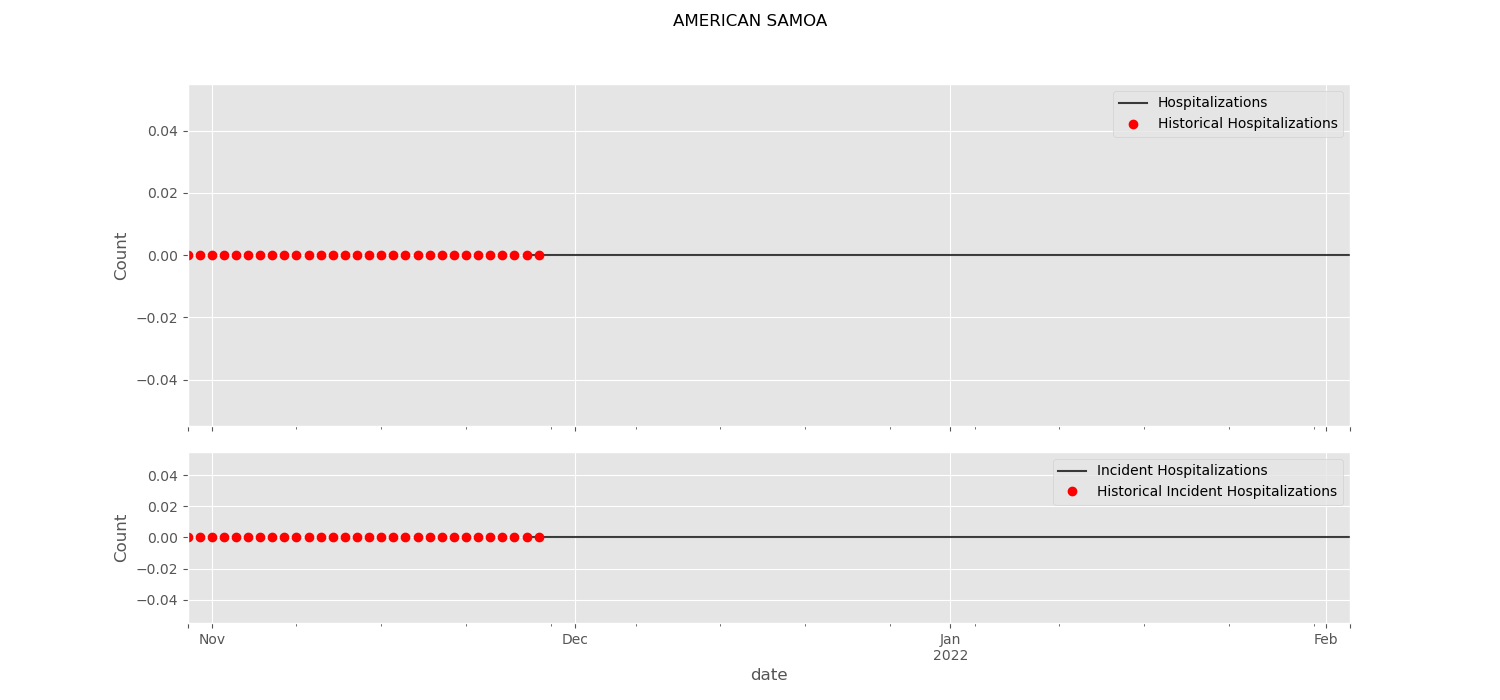 AMERICAN SAMOA
Hospitalizations
Historical Hospitalizations
0.04
0.02
0.00
−0.02
−0.04
Count
Incident Hospitalizations
Historical Incident Hospitalizations
0.04
0.02
0.00
−0.02
−0.04
Count
Nov Dec Jan Feb
2022
date